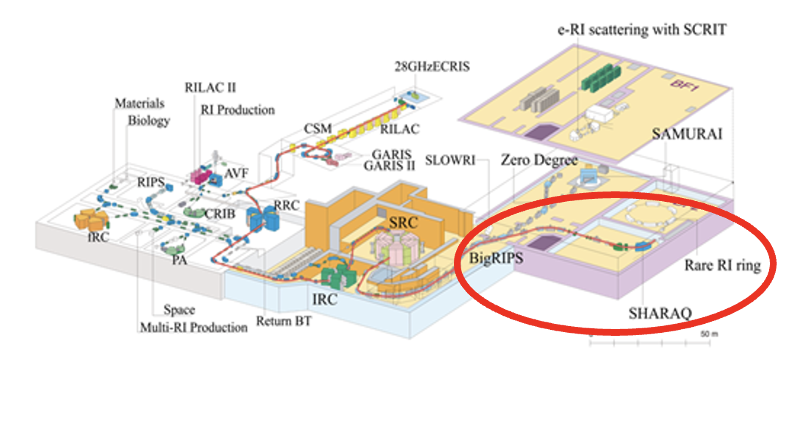 e-RI scattering with SCRIT
28GHzECRIS
RILAC II
BF1
Materials
RI Production
Biology
CSM
RILAC
SAMURAI
GARIS
GARIS II
SLOWRI
Zero Degree
AVF
RIPS
CRIB
RRC
SRC
fRC
PA
BigRIPS
Rare RI ring
IRC
Space
Multi-RI Production
Return BT
SHARAQ
50 m